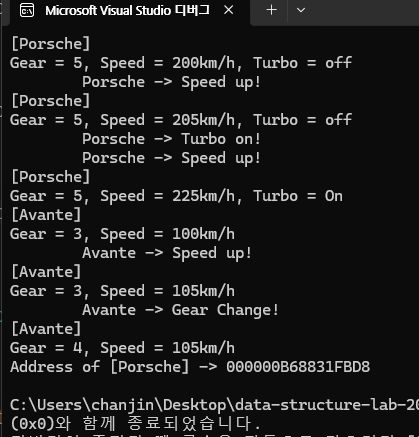 Microsoft Visual Studio 디버그
[Porsche]
Gear = 5, Speed = 200km/h, Turbo = off
Porsche -> Speed up!
[Porsche]
Gear = 5, Speed = 205km/h, Turbo = off
Porsche -> Turbo on!
Porsche -> Speed up!
[Porsche]
Gear = 5, Speed = 225km/h, Turbo = On
[Avante]
Gear = 3, Speed = 100km/h
Avante -> Speed up!
[Avante]
Gear = 3, Speed = 105km/h
Avante -> Gear Change!
[Avante]
Gear = 4, Speed = 105km/h
Address of [Porsche] -> 000000B68831FBD8
C:\Users\chanjin\Desktop\data-structure-lab-20
(0x0)와 함께 종료되었습니다.